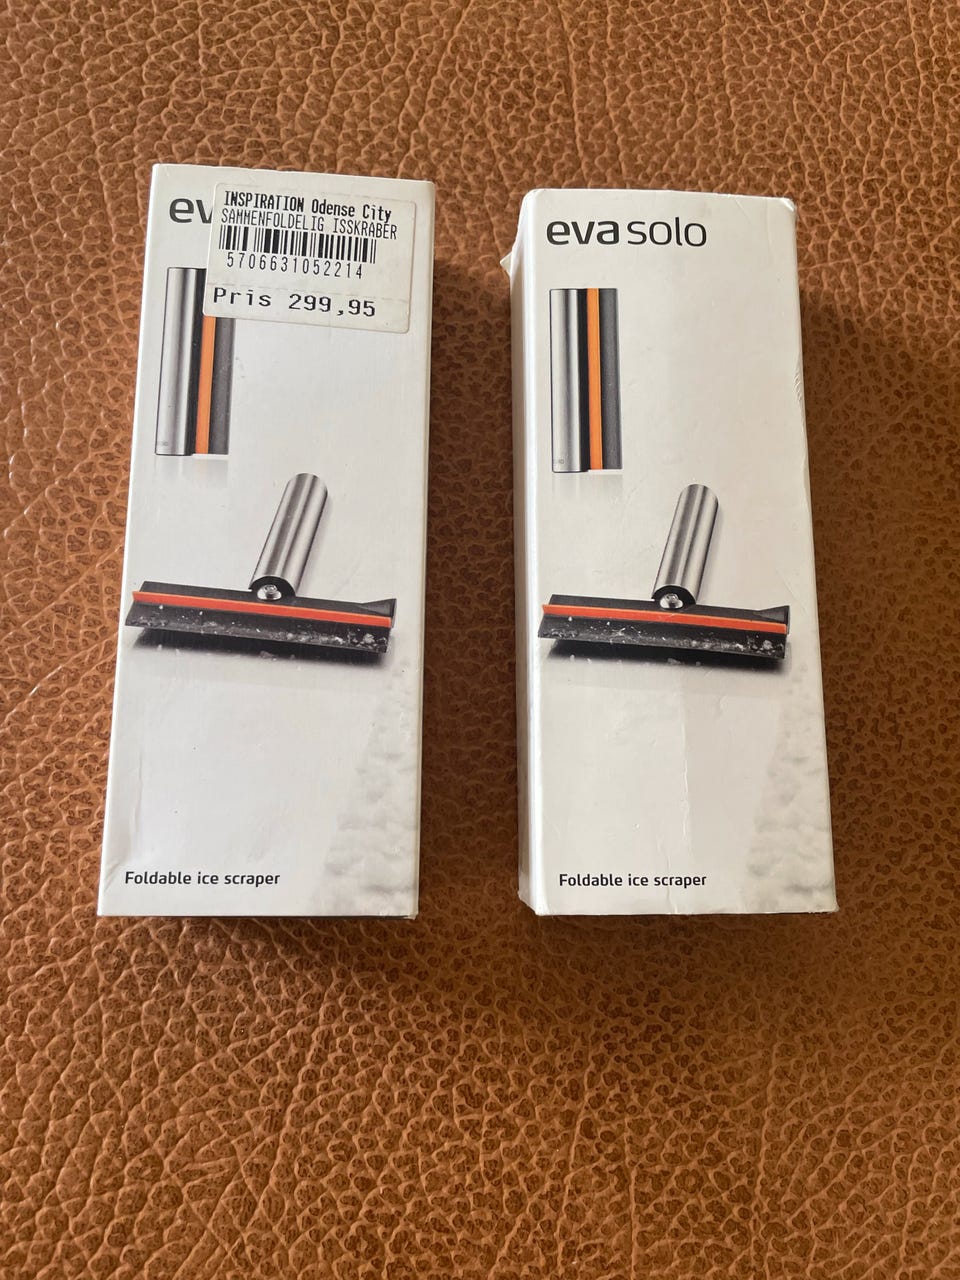 ev
INSPIRATION Odense City
SAMMENFOLDELIG ISSKRABER
5706631052214
Pris 299,95
Foldable ice scraper
eva solo
Foldable ice scraper